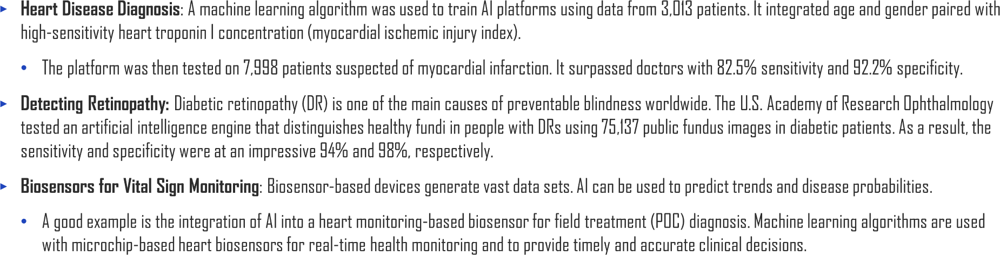 ▸ Heart Disease Diagnosis: A machine learning algorithm was used to train AI platforms using data from 3,013 patients. It integrated age and gender paired with
high-sensitivity heart troponin I concentration (myocardial ischemic injury index).
• The platform was then tested on 7,998 patients suspected of myocardial infarction. It surpassed doctors with 82.5% sensitivity and 92.2% specificity.
▸ Detecting Retinopathy: Diabetic retinopathy (DR) is one of the main causes of preventable blindness worldwide. The U.S. Academy of Research Ophthalmology
tested an artificial intelligence engine that distinguishes healthy fundi in people with DRs using 75,137 public fundus images in diabetic patients. As a result, the
sensitivity and specificity were at an impressive 94% and 98%, respectively.
▸ Biosensors for Vital Sign Monitoring: Biosensor-based devices generate vast data sets. AI can be used to predict trends and disease probabilities.
• A good example is the integration of AI into a heart monitoring-based biosensor for field treatment (POC) diagnosis. Machine learning algorithms are used
with microchip-based heart biosensors for real-time health monitoring and to provide timely and accurate clinical decisions.